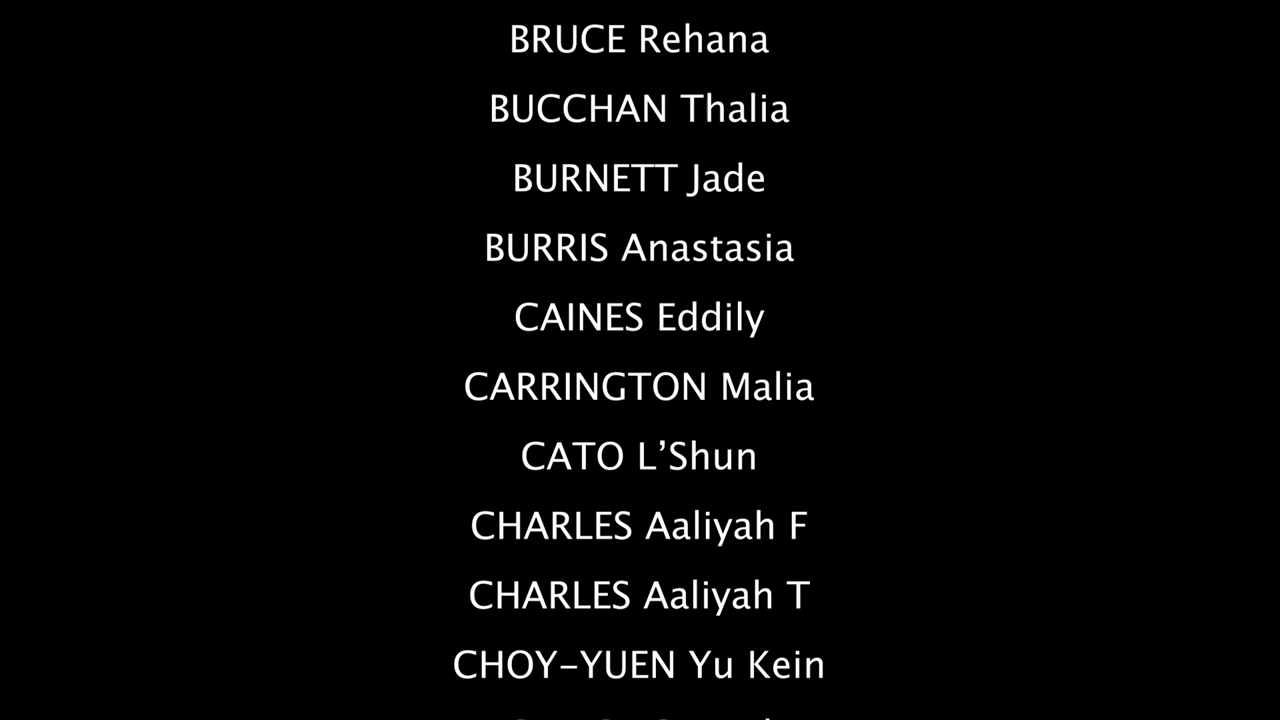 BRUCE Rehana
BUCCHAN Thalia
BURNETT Jade
BURRIS Anastasia
CAINES Eddily
CARRINGTON Malia
CATO L’Shun
CHARLES Aaliyah F
CHARLES Aaliyah T
CHOY-YUEN Yu Kein